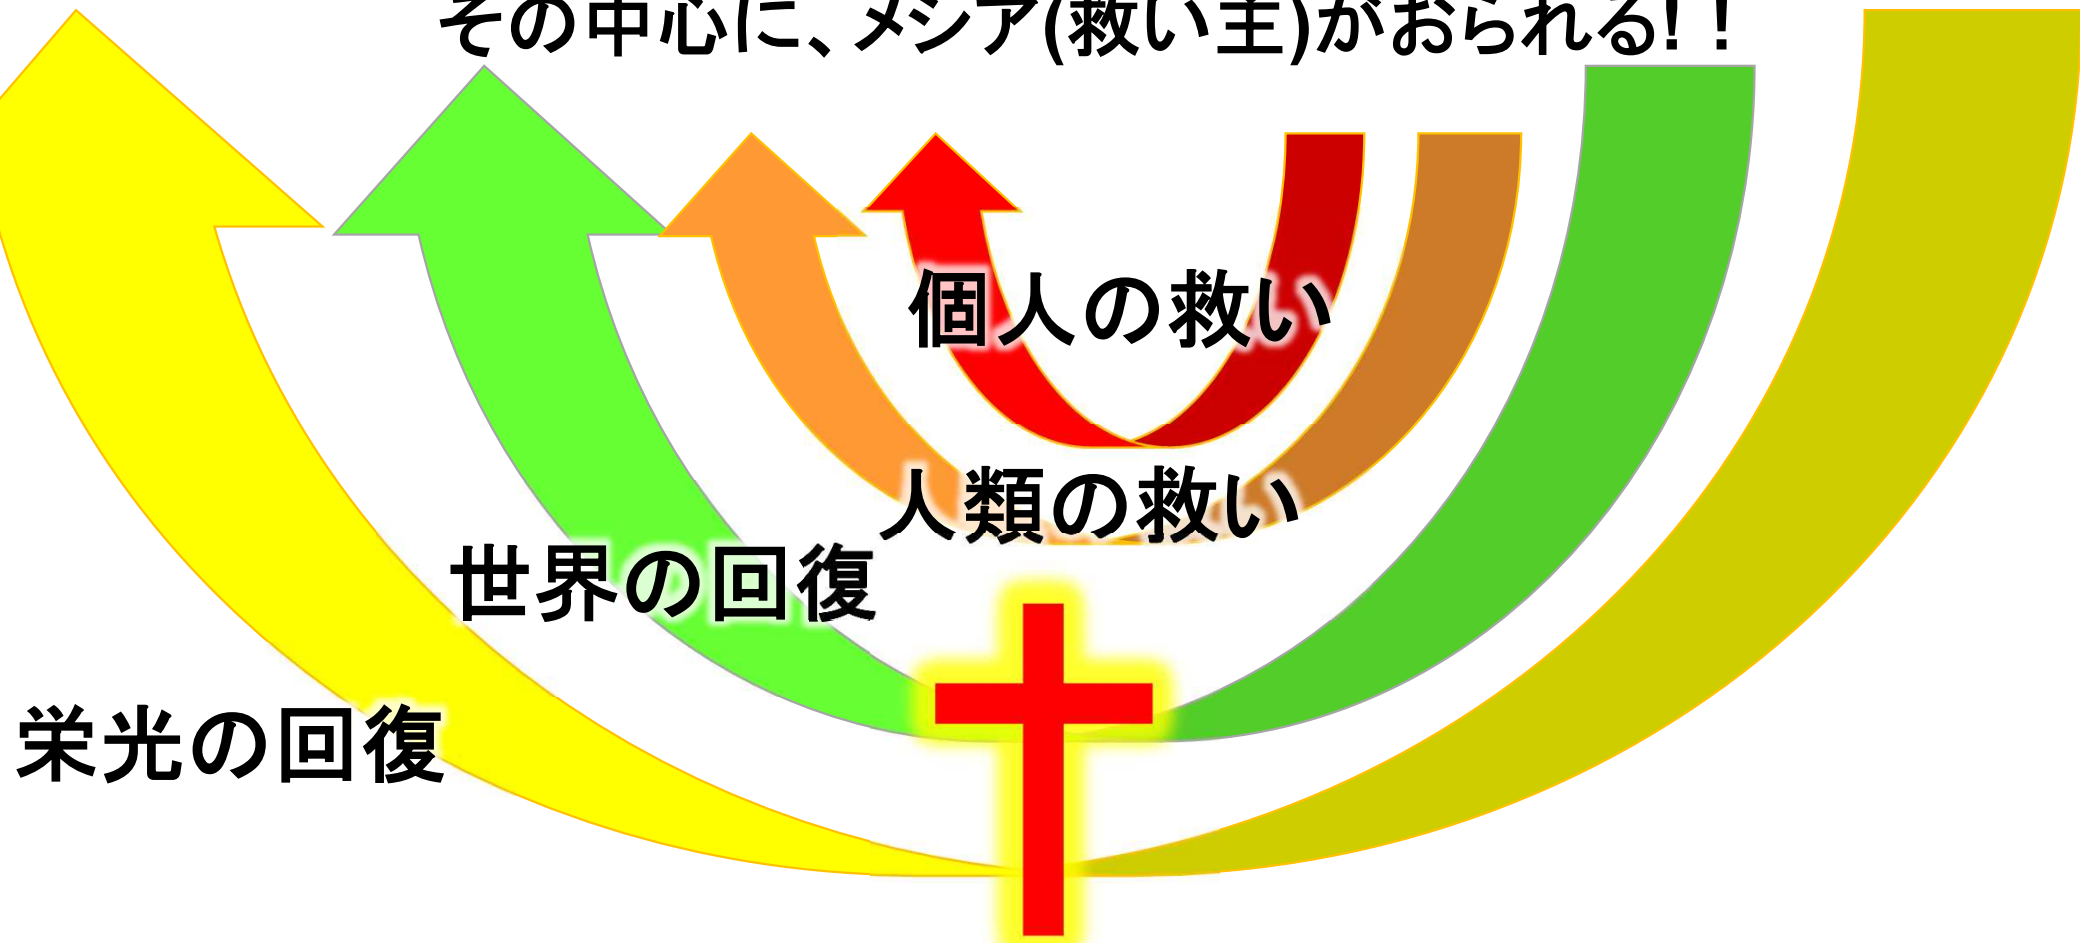 その中心に、メシア(救い主)がおられる!！
個人の救い
人類の救い
世界の回復
栄光の回復